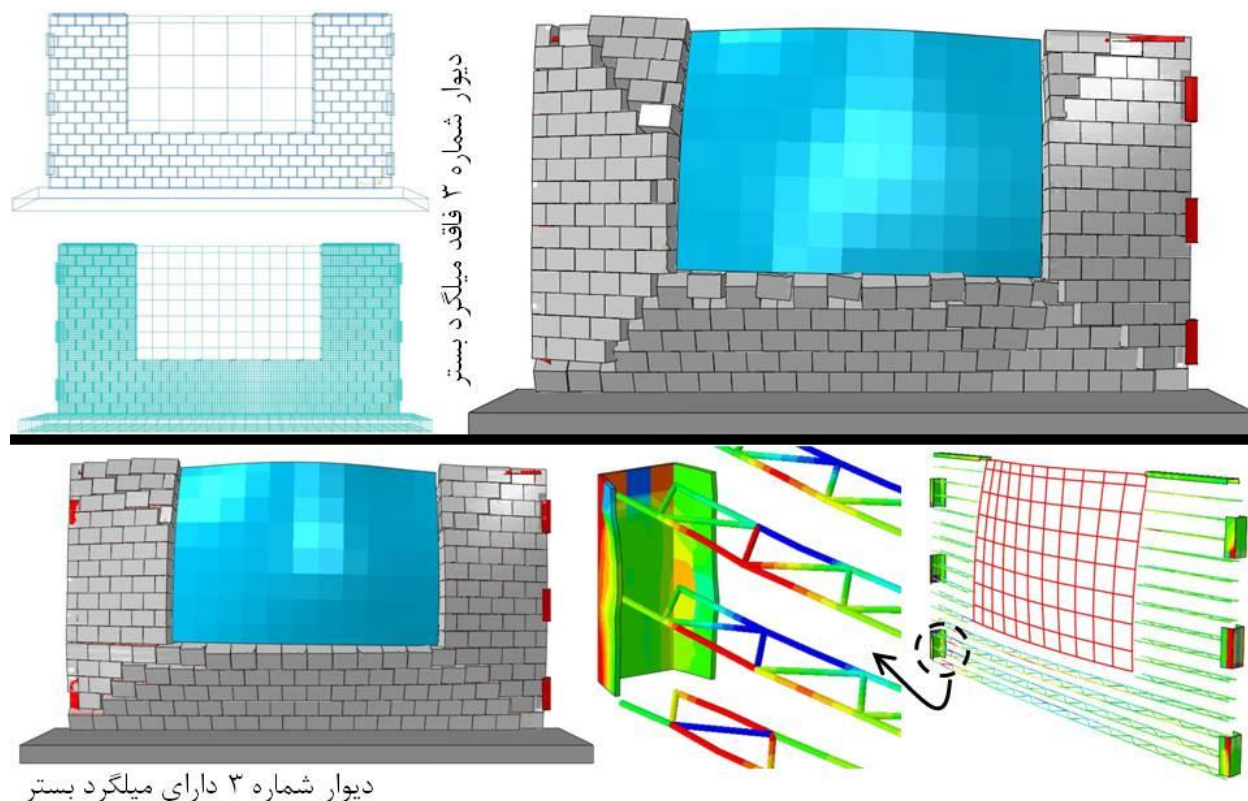 دیوار شماره ۳ فاقد میلگرد بستر
دیوار شماره ۳ دارای میلگرد بستر